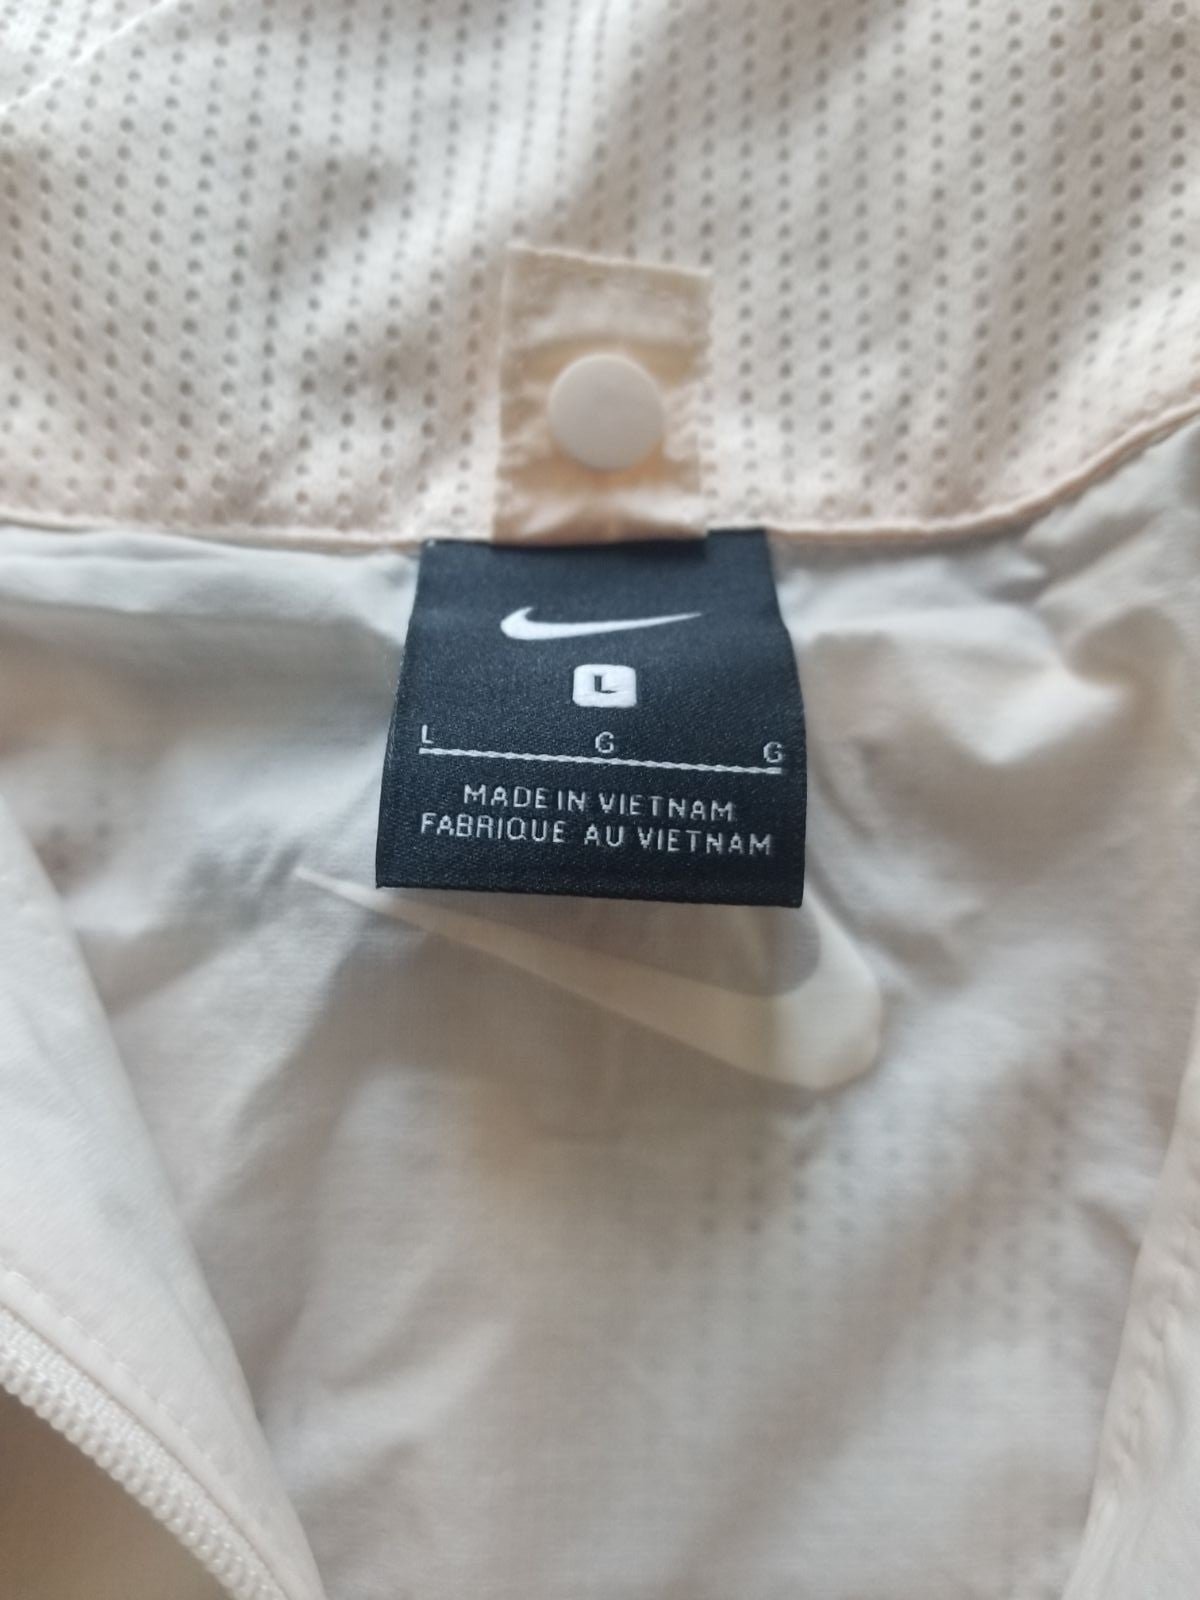 L
L G G
MADE IN VIETNAM
FABRIQUE AU VIETNAM